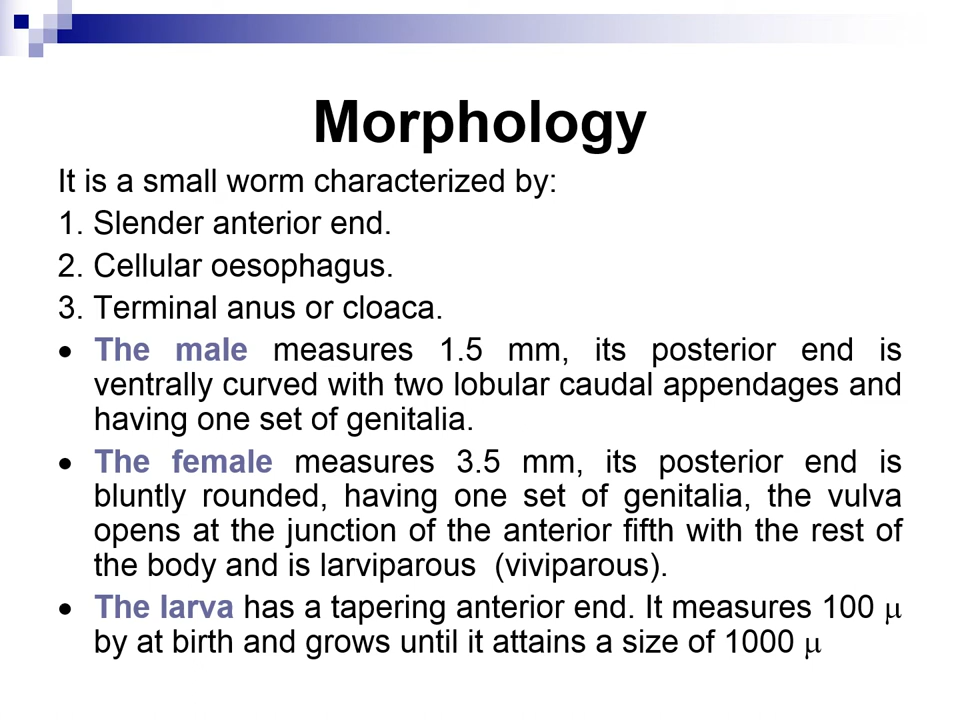 Morphology
It is a small worm characterized by:
1. Slender anterior end.
2. Cellular oesophagus.
3. Terminal anus or cloaca.
• The male measures 1.5 mm, its posterior end is
ventrally curved with two lobular caudal appendages and
having one set of genitalia.
• The female measures 3.5 mm, its posterior end is
bluntly rounded, having one set of genitalia, the vulva
opens at the junction of the anterior fifth with the rest of
the body and is larviparous  (viviparous).
• The larva has a tapering anterior end. It measures 100 μ
by at birth and grows until it attains a size of 1000 μ